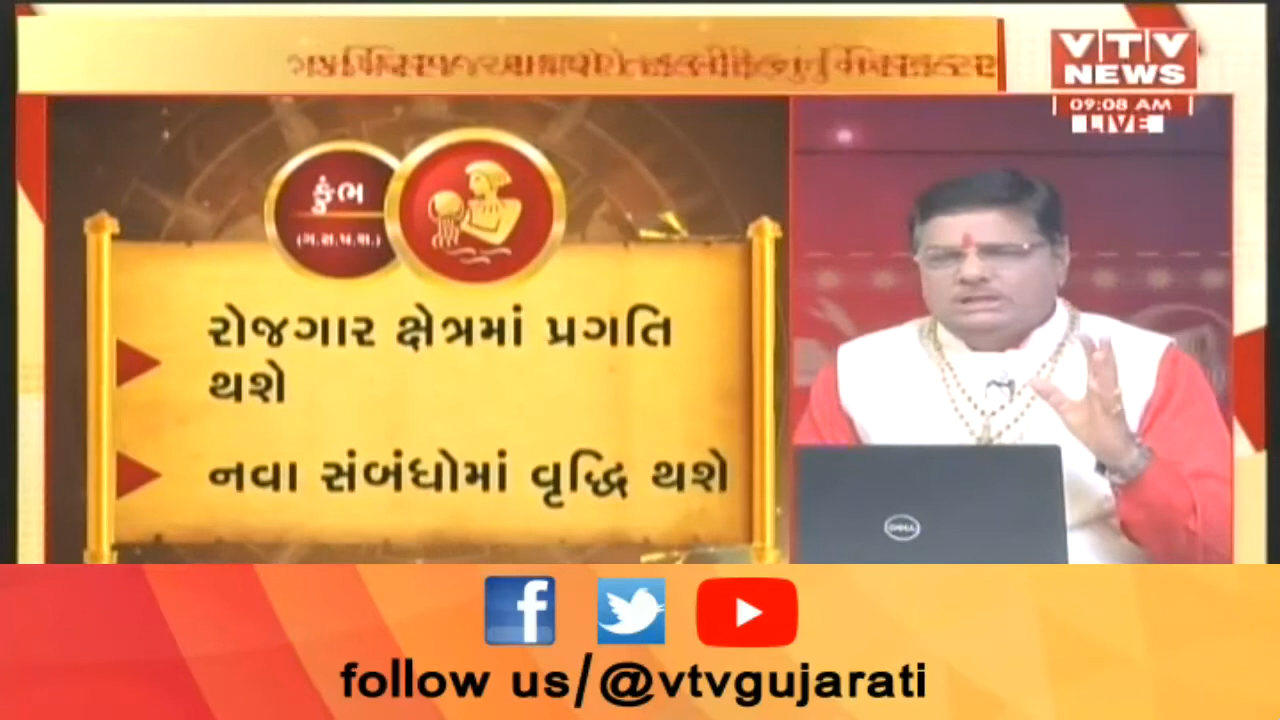 VTV
NEWS
09:08 AM
LIVE
કુંભ
(ગ.સ.પ.શ.)
રોજગાર ક્ષેત્રમાં પ્રગતિ
થશે
નવા સંબંધોમાં વૃદ્ધિ થશે
DELL
follow us/@vtvgujarati